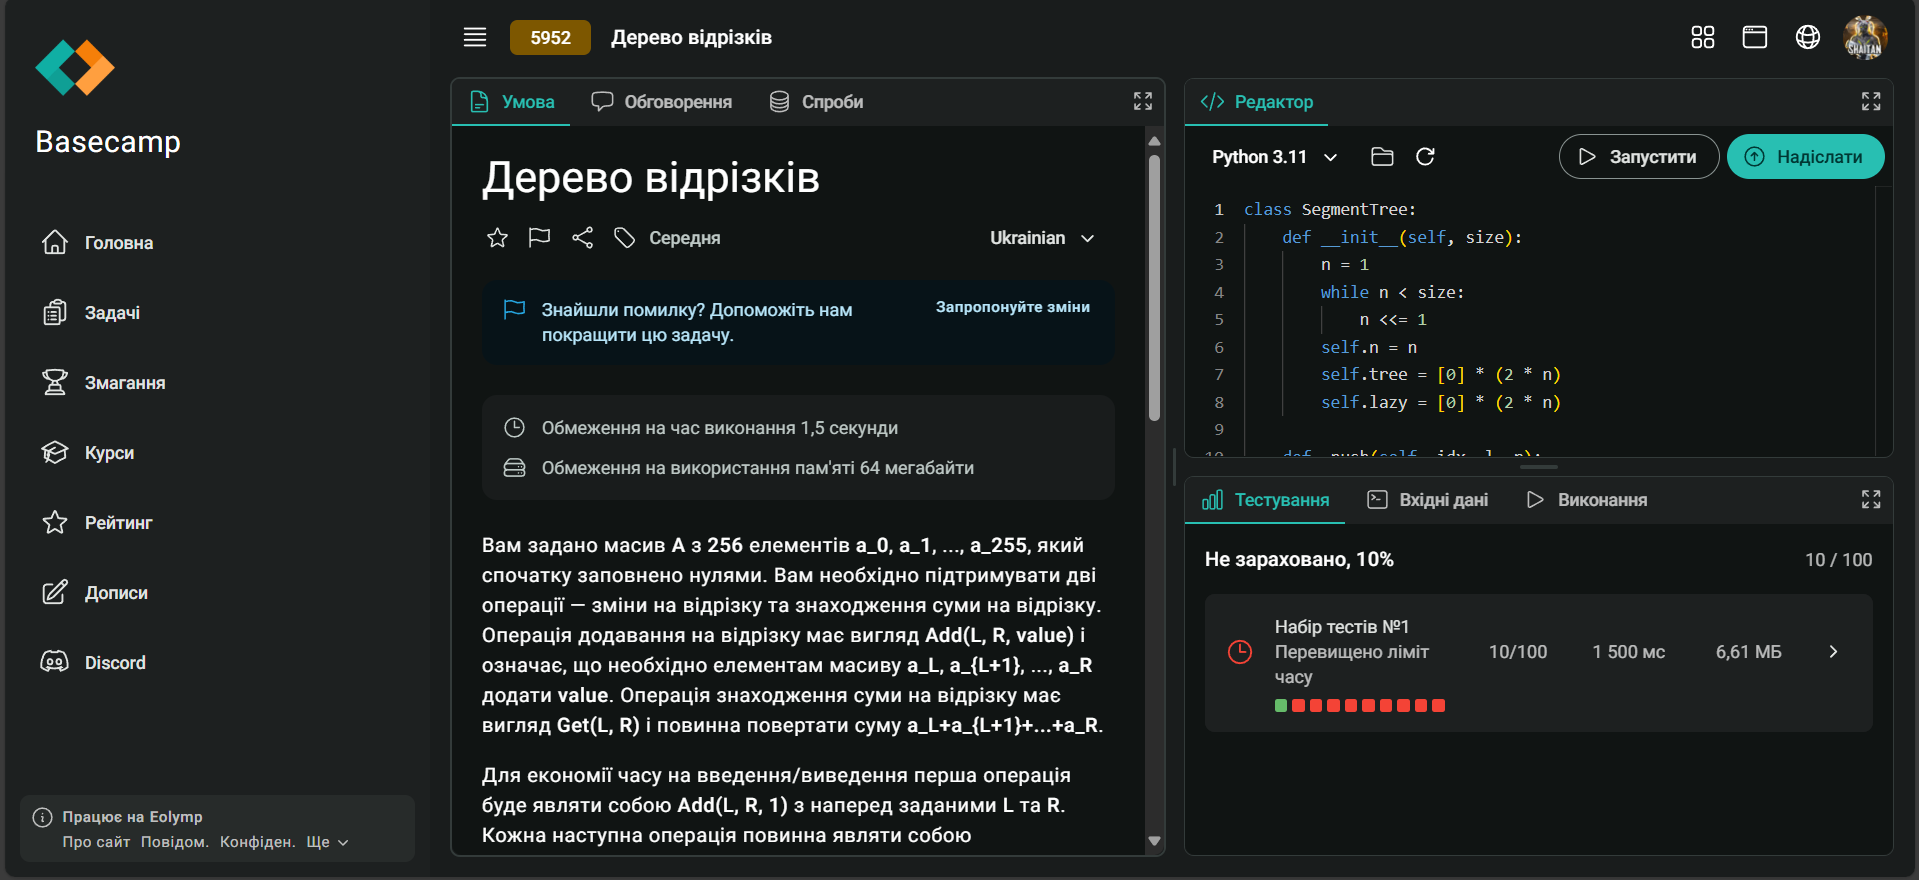 Basecamp
Головна
Задачі
Змагання
Курси
Рейтинг
Дописи
Discord
Працює на Eolymp
Про сайт Повідом. Конфіден. Ще
5952 Дерево відрізків
SHAITAN
Умова Обговорення Спроби
Дерево відрізків
Середня Ukrainian
Знайшли помилку? Допоможіть нам
покращити цю задачу.
Запропонуйте зміни
Обмеження на час виконання 1,5 секунди
Обмеження на використання пам'яті 64 мегабайти
Вам задано масив A з 256 елементів a_0, a_1, ..., a_255, який
спочатку заповнено нулями. Вам необхідно підтримувати дві
операції — зміни на відрізку та знаходження суми на відрізку.
Операція додавання на відрізку має вигляд Add(L, R, value) і
означає, що необхідно елементам масиву a_L, a_{L+1}, ..., a_R
додати value. Операція знаходження суми на відрізку має
вигляд Get(L, R) і повинна повертати суму a_L+a_{L+1}+...+a_R.
Для економії часу на введення/виведення перша операція
буде являти собою Add(L, R, 1) з наперед заданими L та R.
Кожна наступна операція повинна являти собою
Редактор
Python 3.11 Запустити Надіслати
1 class SegmentTree:
2 def __init__(self, size):
3 n = 1
4 while n < size:
5 n <<= 1
6 self.n = n
7 self.tree = [0] * (2 * n)
8 self.lazy = [0] * (2 * n)
9
Тестування Вхідні дані Виконання
Не зараховано, 10% 10 / 100
Набір тестів №1
Перевищено ліміт
часу
10/100 1 500 мс 6,61 МБ